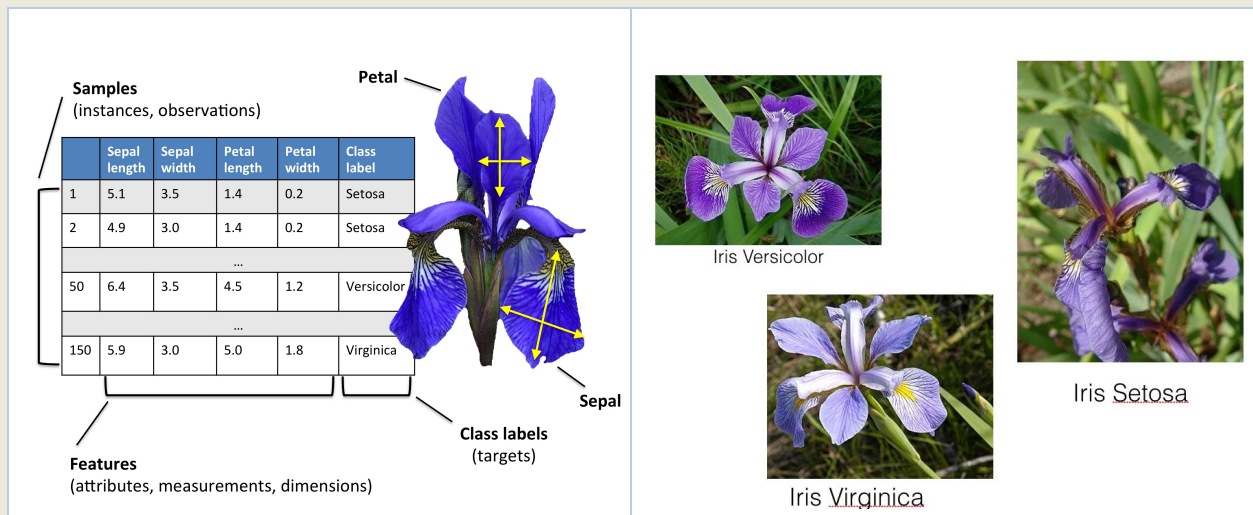 Samples
(instances, observations)
Petal
Sepal length Sepal width Petal length Petal width Class label
1 5.1 3.5 1.4 0.2 Setosa
2 4.9 3.0 1.4 0.2 Setosa
...
50 6.4 3.5 4.5 1.2 Versicolor
...
150 5.9 3.0 5.0 1.8 Virginica
Sepal
Class labels
(targets)
Features
(attributes, measurements, dimensions)
Iris Versicolor
Iris Setosa
Iris Virginica